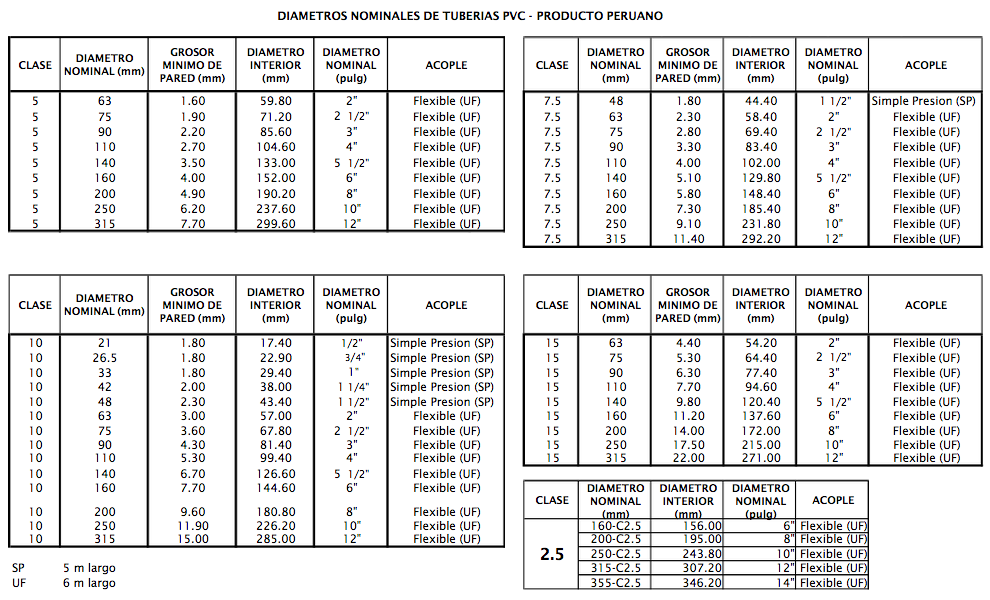 DIAMETROS NOMINALES DE TUBERIAS PVC - PRODUCTO PERUANO
CLASE DIAMETRO NOMINAL (mm) GROSOR MINIMO DE PARED (mm) DIAMETRO INTERIOR (mm) DIAMETRO NOMINAL (pulg) ACOPLE
5 63 1.60 59.80 2" Flexible (UF)
5 75 1.90 71.20 2 1/2" Flexible (UF)
5 90 2.20 85.60 3" Flexible (UF)
5 110 2.70 104.60 4" Flexible (UF)
5 140 3.50 133.00 5 1/2" Flexible (UF)
5 160 4.00 152.00 6" Flexible (UF)
5 200 4.90 190.20 8" Flexible (UF)
5 250 6.20 237.60 10" Flexible (UF)
5 315 7.70 299.60 12" Flexible (UF)
CLASE DIAMETRO NOMINAL (mm) GROSOR MINIMO DE PARED (mm) DIAMETRO INTERIOR (mm) DIAMETRO NOMINAL (pulg) ACOPLE
7.5 48 1.80 44.40 1 1/2" Simple Presion (SP)
7.5 63 2.30 58.40 2" Flexible (UF)
7.5 75 2.80 69.40 2 1/2" Flexible (UF)
7.5 90 3.30 83.40 3" Flexible (UF)
7.5 110 4.00 102.00 4" Flexible (UF)
7.5 140 5.10 129.80 5 1/2" Flexible (UF)
7.5 160 5.80 148.40 6" Flexible (UF)
7.5 200 7.30 185.40 8" Flexible (UF)
7.5 250 9.10 231.80 10" Flexible (UF)
7.5 315 11.40 292.20 12" Flexible (UF)
CLASE DIAMETRO NOMINAL (mm) GROSOR MINIMO DE PARED (mm) DIAMETRO INTERIOR (mm) DIAMETRO NOMINAL (pulg) ACOPLE
10 21 1.80 17.40 1/2" Simple Presion (SP)
10 26.5 1.80 22.90 3/4" Simple Presion (SP)
10 33 1.80 29.40 1" Simple Presion (SP)
10 42 2.00 38.00 1 1/4" Simple Presion (SP)
10 48 2.30 43.40 1 1/2" Simple Presion (SP)
10 63 3.00 57.00 2" Flexible (UF)
10 75 3.60 67.80 2 1/2" Flexible (UF)
10 90 4.30 81.40 3" Flexible (UF)
10 110 5.30 99.40 4" Flexible (UF)
10 140 6.70 126.60 5 1/2" Flexible (UF)
10 160 7.70 144.60 6" Flexible (UF)
10 200 9.60 180.80 8" Flexible (UF)
10 250 11.90 226.20 10" Flexible (UF)
10 315 15.00 285.00 12" Flexible (UF)
CLASE DIAMETRO NOMINAL (mm) GROSOR MINIMO DE PARED (mm) DIAMETRO INTERIOR (mm) DIAMETRO NOMINAL (pulg) ACOPLE
15 63 4.40 54.20 2" Flexible (UF)
15 75 5.30 64.40 2 1/2" Flexible (UF)
15 90 6.30 77.40 3" Flexible (UF)
15 110 7.70 94.60 4" Flexible (UF)
15 140 9.80 120.40 5 1/2" Flexible (UF)
15 160 11.20 137.60 6" Flexible (UF)
15 200 14.00 172.00 8" Flexible (UF)
15 250 17.50 215.00 10" Flexible (UF)
15 315 22.00 271.00 12" Flexible (UF)
CLASE DIAMETRO NOMINAL (mm) DIAMETRO INTERIOR (mm) DIAMETRO NOMINAL (pulg) ACOPLE
2.5
160-C2.5 156.00 6" Flexible (UF)
200-C2.5 195.00 8" Flexible (UF)
250-C2.5 243.80 10" Flexible (UF)
315-C2.5 307.20 12" Flexible (UF)
355-C2.5 346.20 14" Flexible (UF)
SP 5 m largo
UF 6 m largo